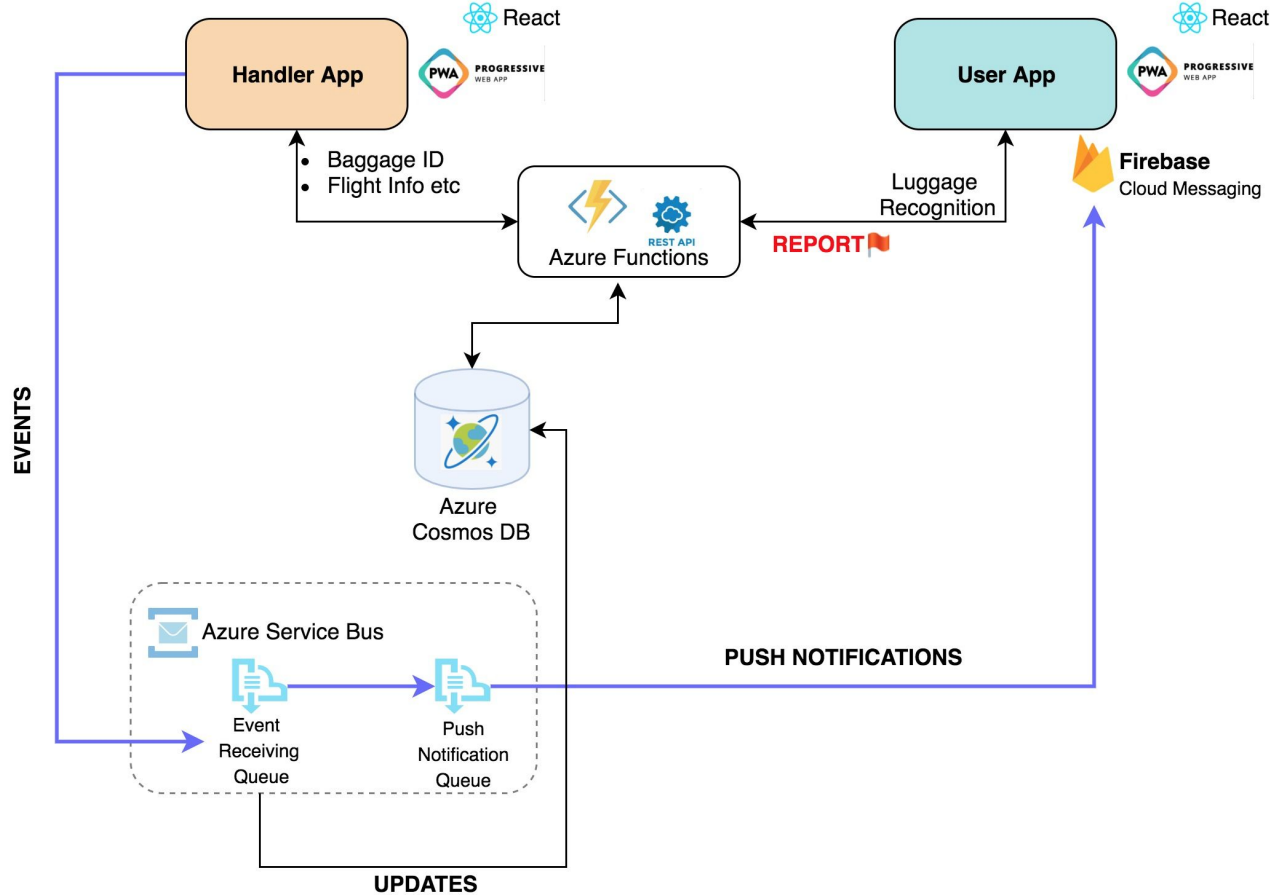 React
Handler App
PWA
PROGRESSIVE
WEB APP
React
User App
PWA
PROGRESSIVE
WEB APP
Firebase
Cloud Messaging
• Baggage ID
• Flight Info etc
REST API
Azure Functions
Luggage
Recognition
REPORT
EVENTS
Azure
Cosmos DB
Azure Service Bus
Event
Receiving
Queue
Push
Notification
Queue
PUSH NOTIFICATIONS
UPDATES